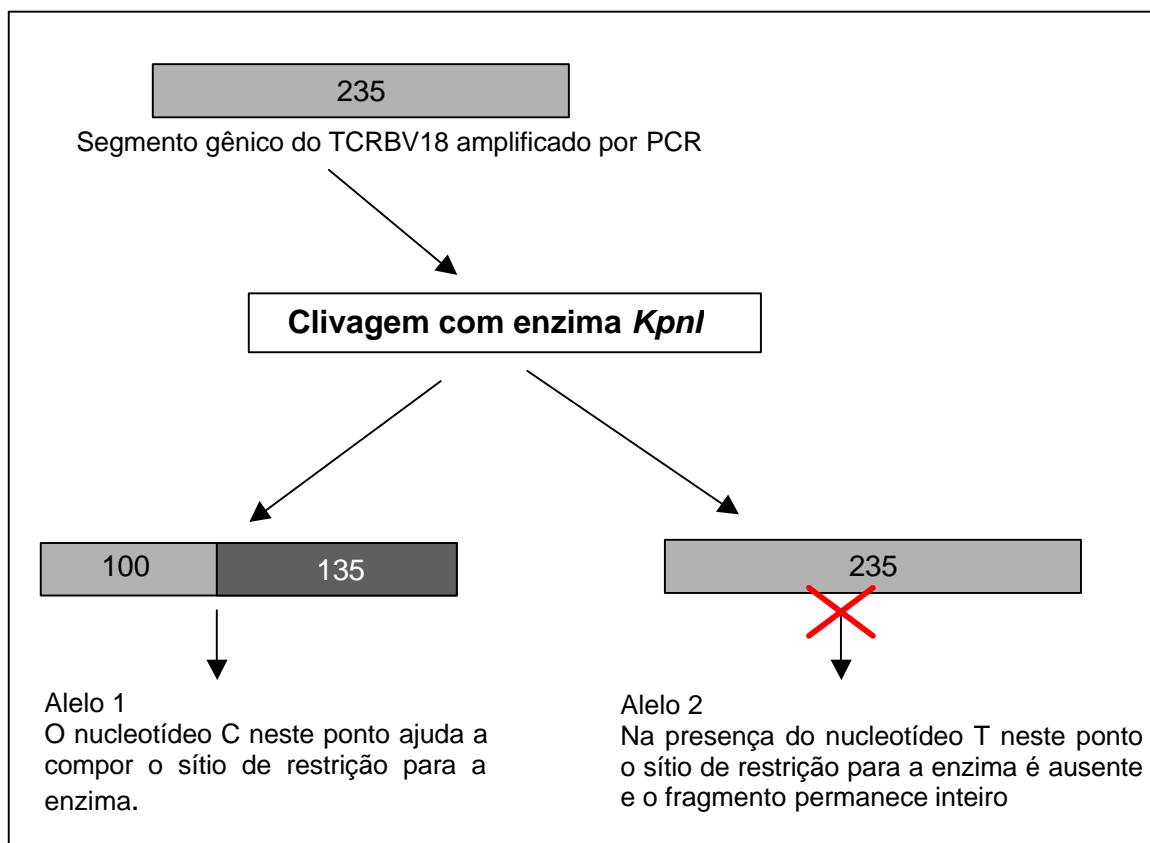 235
Segmento gênico do TCRBV18 amplificado por PCR
Clivagem com enzima KpnI
100
135
235
Alelo 1
O nucleotídeo C neste ponto ajuda a
compor o sítio de restrição para a
enzima.
Alelo 2
Na presença do nucleotídeo T neste ponto
o sítio de restrição para a enzima é ausente
e o fragmento permanece inteiro